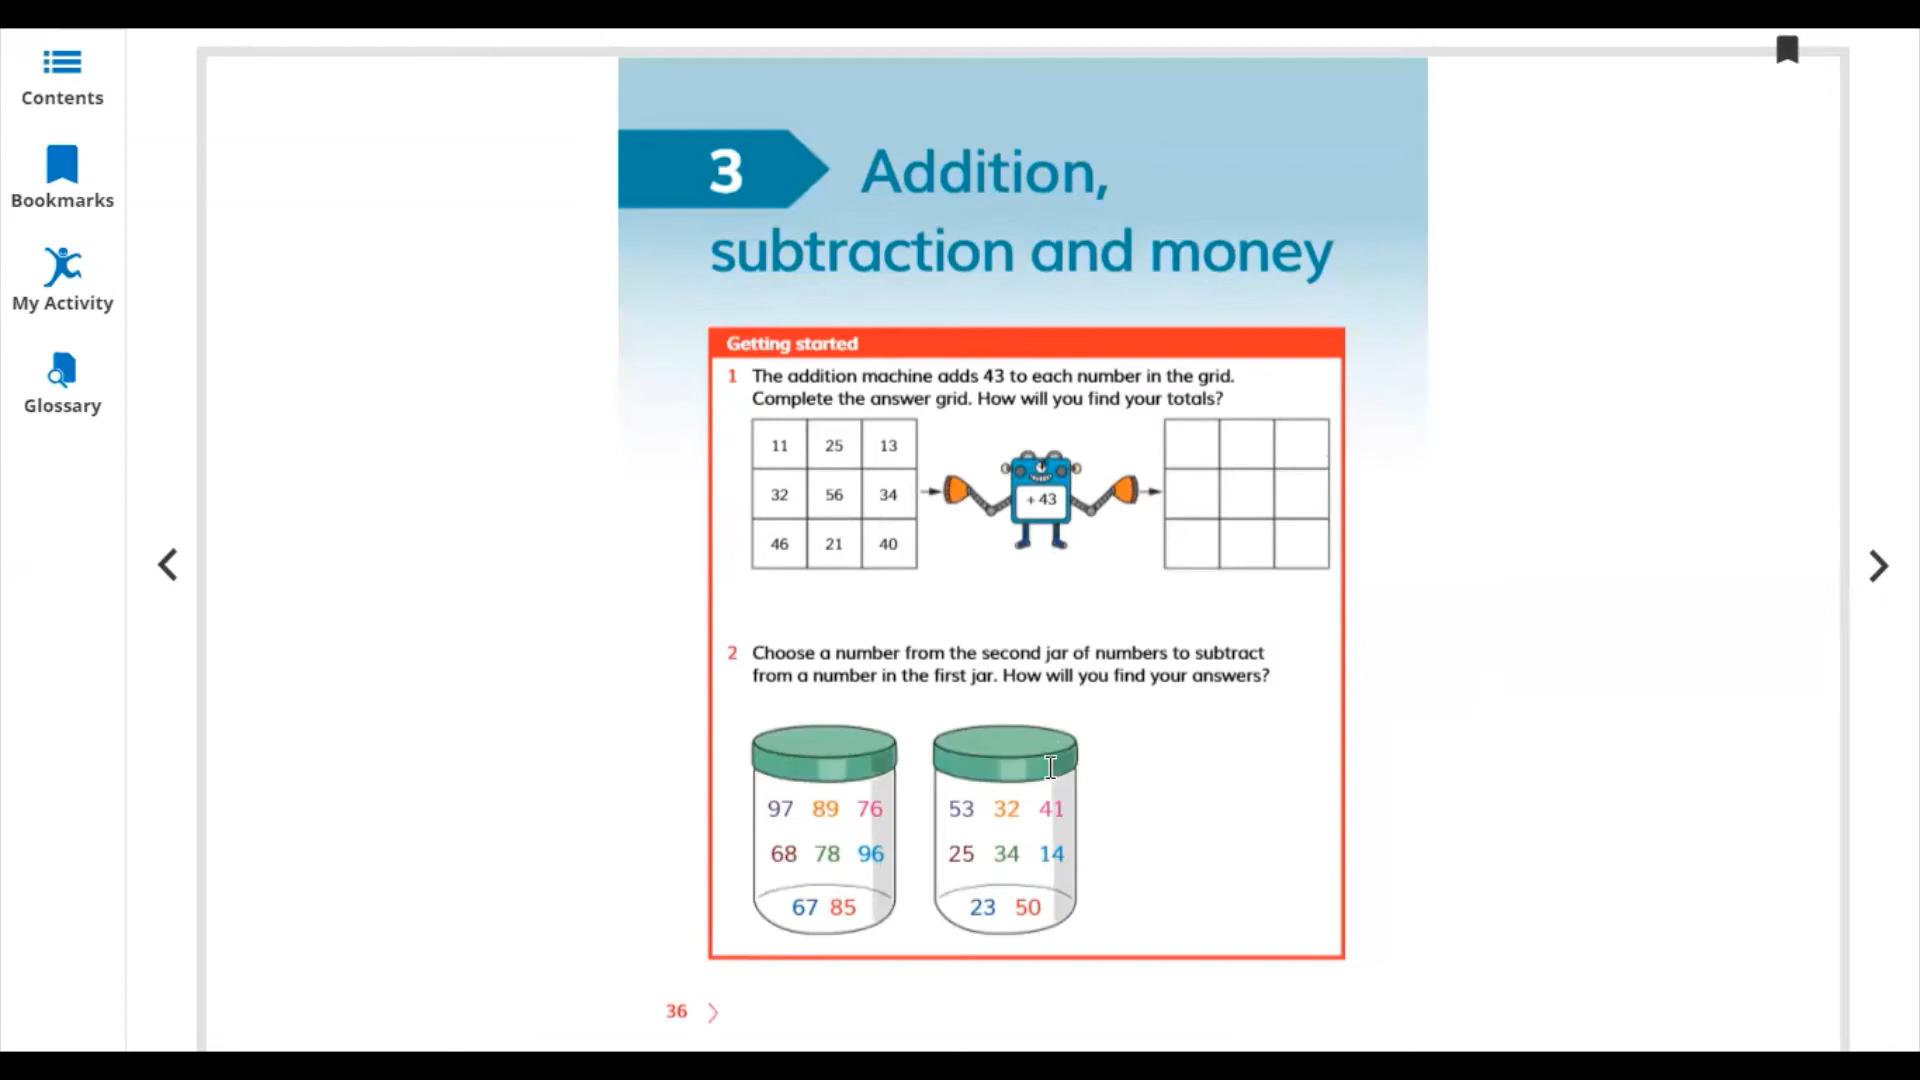 Contents
Bookmarks
My Activity
Glossary
3 Addition,
subtraction and money
Getting started
1 The addition machine adds 43 to each number in the grid.
Complete the answer grid. How will you find your totals?
11 25 13
32 56 34
46 21 40
+ 43
2 Choose a number from the second jar of numbers to subtract
from a number in the first jar. How will you find your answers?
97 89 76
68 78 96
67 85
53 32 41
25 34 14
23 50
36